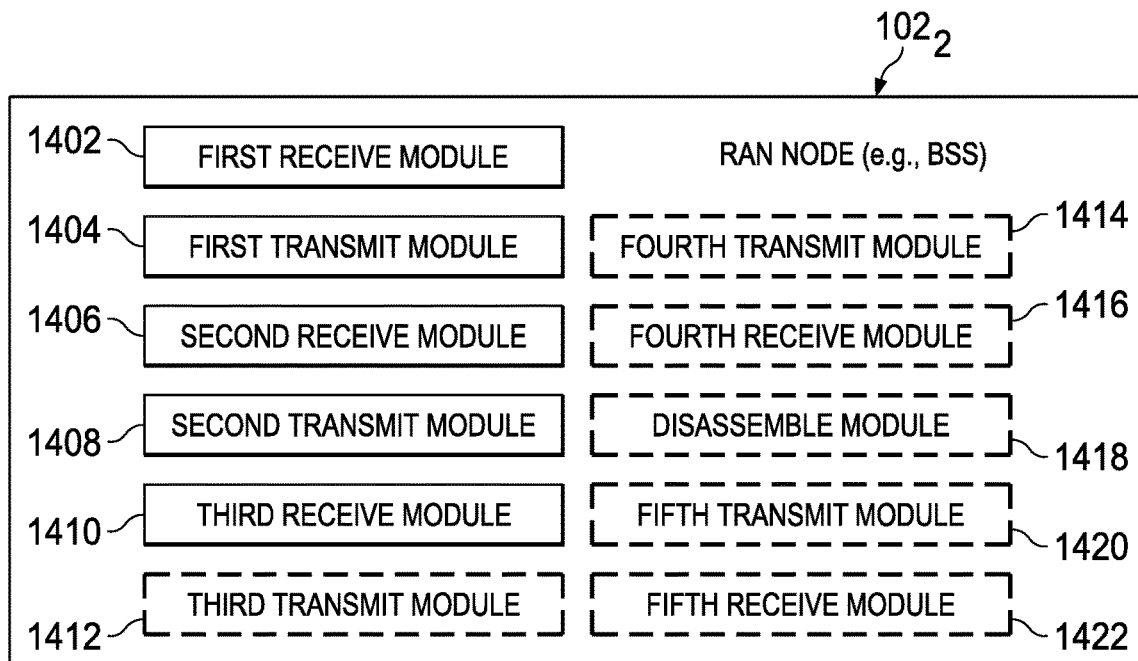 102₂
1402 FIRST RECEIVE MODULE RAN NODE (e.g., BSS)
1404 FIRST TRANSMIT MODULE FOURTH TRANSMIT MODULE 1414
1406 SECOND RECEIVE MODULE FOURTH RECEIVE MODULE 1416
1408 SECOND TRANSMIT MODULE DISASSEMBLE MODULE 1418
1410 THIRD RECEIVE MODULE FIFTH TRANSMIT MODULE 1420
1412 THIRD TRANSMIT MODULE FIFTH RECEIVE MODULE 1422